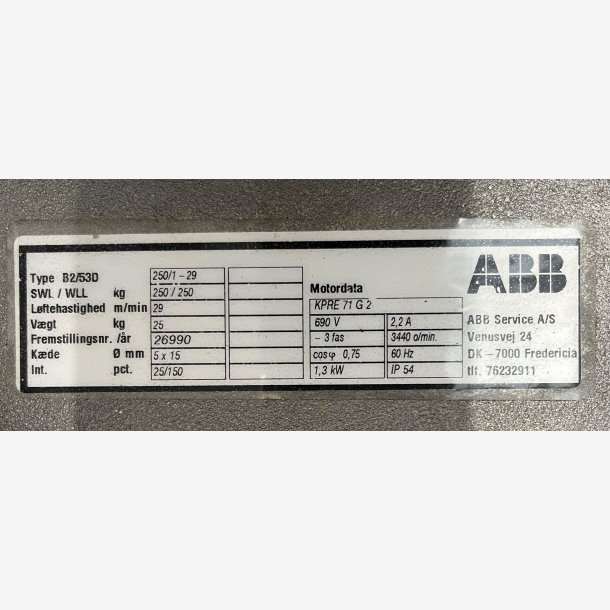 Type B2/53D 250/1 – 29
SWL / WLL kg 250 / 250
Løftehastighed m/min 29
Vægt kg 25
Fremstillingsnr. /år 26990
Kæde Ø mm 5 x 15
Int. pct. 25/150
Motordata
KPRE 71 G 2
690 V 2,2 A
~ 3 fas 3440 o/min.
cosφ 0,75 60 Hz
1,3 kW IP 54
ABB
ABB Service A/S
Venusvej 24
DK – 7000 Fredericia
tlf. 76232911